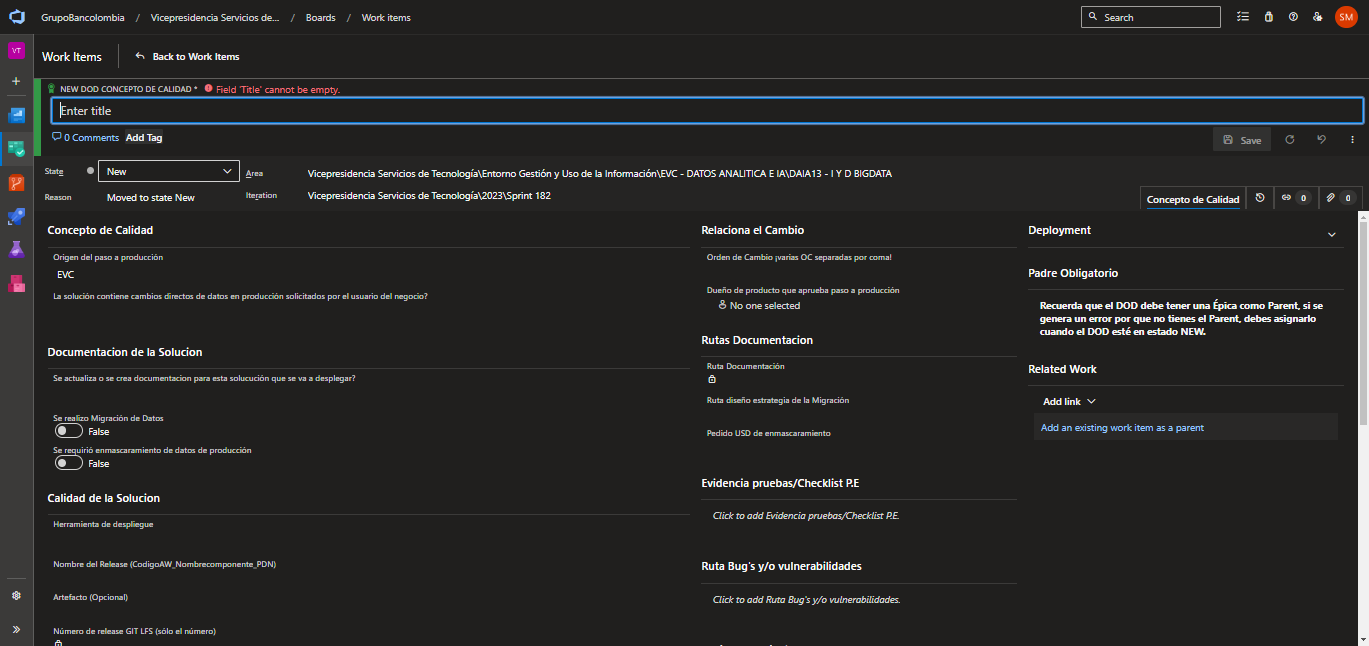 GrupoBancolombia / Vicepresidencia Servicios de... / Boards / Work items
Search
SM
VT
Work Items
Back to Work Items
NEW DOD CONCEPTO DE CALIDAD * Field 'Title' cannot be empty.
Enter title
0 Comments Add Tag
Save
State New
Area Vicepresidencia Servicios de Tecnología\Entorno Gestión y Uso de la Información\EVC - DATOS ANALITICA E IA\DAIA13 - I Y D BIGDATA
Reason Moved to state New
Iteration Vicepresidencia Servicios de Tecnología\2023\Sprint 182
Concepto de Calidad
0
0
Concepto de Calidad
Origen del paso a producción
EVC
La solución contiene cambios directos de datos en producción solicitados por el usuario del negocio?
Documentacion de la Solucion
Se actualiza o se crea documentacion para esta solucución que se va a desplegar?
Se realizo Migración de Datos
False
Se requirió enmascaramiento de datos de producción
False
Calidad de la Solucion
Herramienta de despliegue
Nombre del Release (CodigoAW_Nombrecomponente_PDN)
Artefacto (Opcional)
Número de release GIT LFS (sólo el número)
Relaciona el Cambio
Orden de Cambio ¡varias OC separadas por coma!
Dueño de producto que aprueba paso a producción
No one selected
Rutas Documentacion
Ruta Documentación
Ruta diseño estrategia de la Migración
Pedido USD de enmascaramiento
Evidencia pruebas/Checklist P.E
Click to add Evidencia pruebas/Checklist P.E.
Ruta Bug's y/o vulnerabilidades
Click to add Ruta Bug's y/o vulnerabilidades.
Deployment
Padre Obligatorio
Recuerda que el DOD debe tener una Épica como Parent, si se
genera un error por que no tienes el Parent, debes asignarlo
cuando el DOD esté en estado NEW.
Related Work
Add link
Add an existing work item as a parent